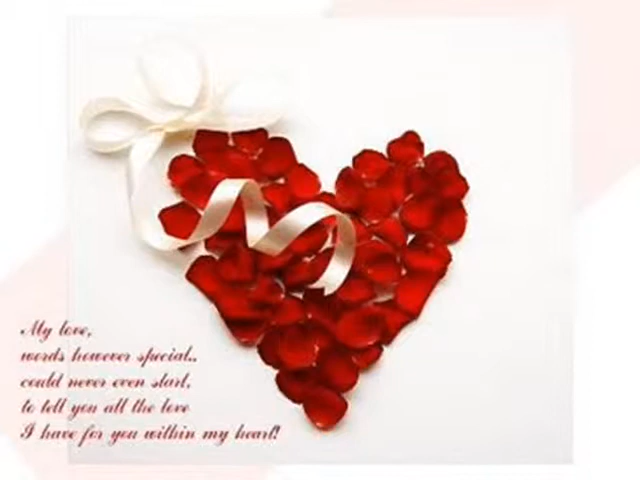 My love,
words however special..
could never even start,
to tell you all the love
I have for you within my heart!